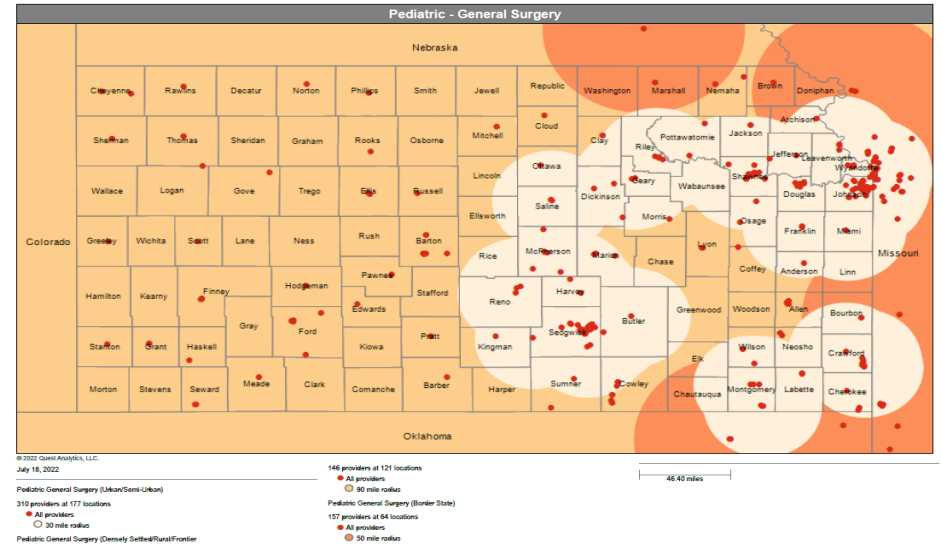 Pediatric - General Surgery
Nebraska
Cheyenne Rawlins Decatur Norton Phillips Smith Jewell Republic Washington Marshall Nemaha Brown Doniphan
Sherman Thomas Sheridan Graham Rooks Osborne Mitchell Cloud Clay Riley Pottawatomie Jackson Archison Jefferson Leavenworth Wyandotte
Wallace Logan Gove Trego Ellis Russell Lincoln Ottawa Saline Dickinson Geary Wabaunsee Shawnee Douglas Johnson
Colorado Greeley Wichita Scott Lane Ness Rush Barton Ellsworth Rice McPherson Marion Morris Chase Lyon Osage Franklin Miami Missouri
Hamilton Kearny Finney Hodgeman Pawnee Edwards Stafford Reno Harvey Butler Greenwood Coffey Anderson Linn
Stanton Grant Haskell Gray Ford Kiowa Pratt Kingman Sedgwick Elk Woodson Allen Bourbon Wilson Neosho Crawford
Morton Stevens Seward Meade Clark Comanche Barber Harper Sumner Cowley Chautauqua Montgomery Labette Cherokee
Oklahoma
© 2022 Quest Analytics, LLC.
July 18, 2022
Pediatric General Surgery (Urban/Semi-Urban)
310 providers at 177 locations
All providers
30 mile radius
Pediatric General Surgery (Densely Settled/Rural/Frontier
146 providers at 121 locations
All providers
90 mile radius
Pediatric General Surgery (Border State)
157 providers at 64 locations
All providers
50 mile radius
46.40 miles